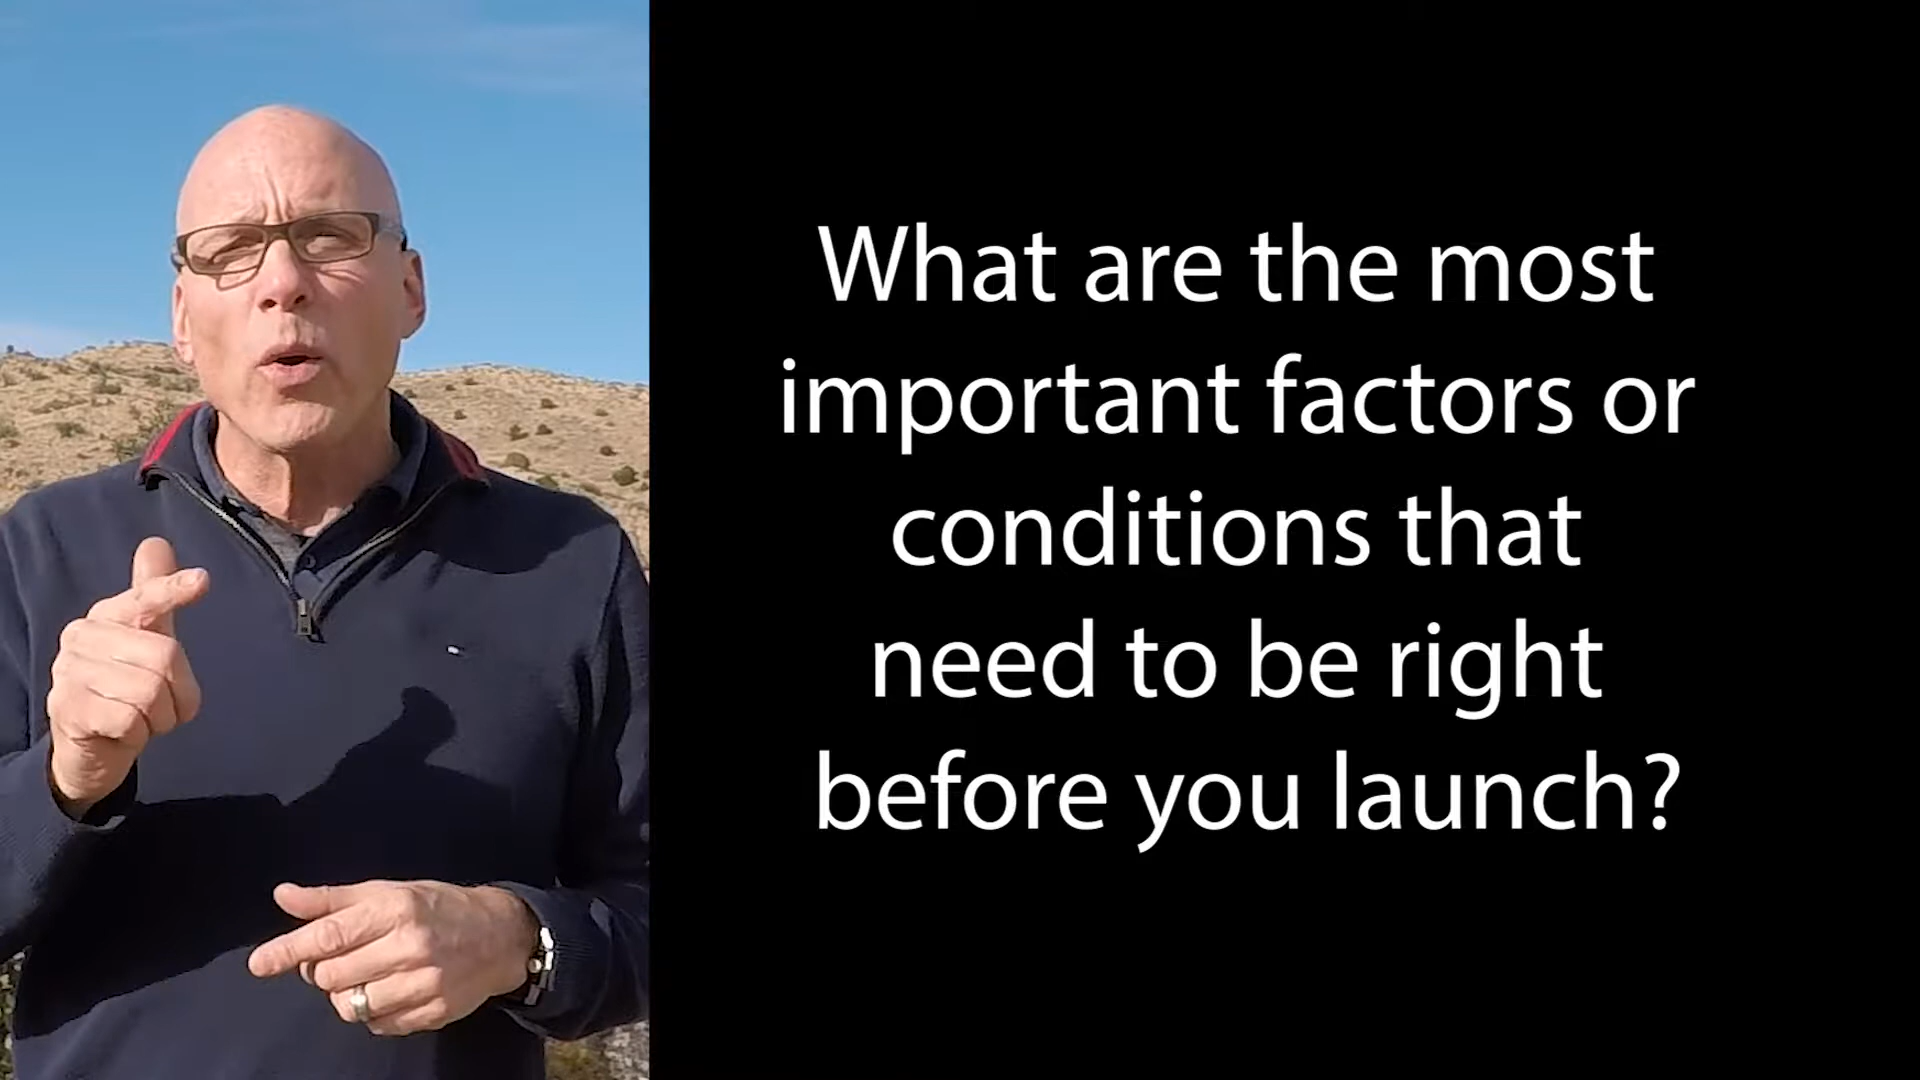 What are the most
important factors or
conditions that
need to be right
before you launch?